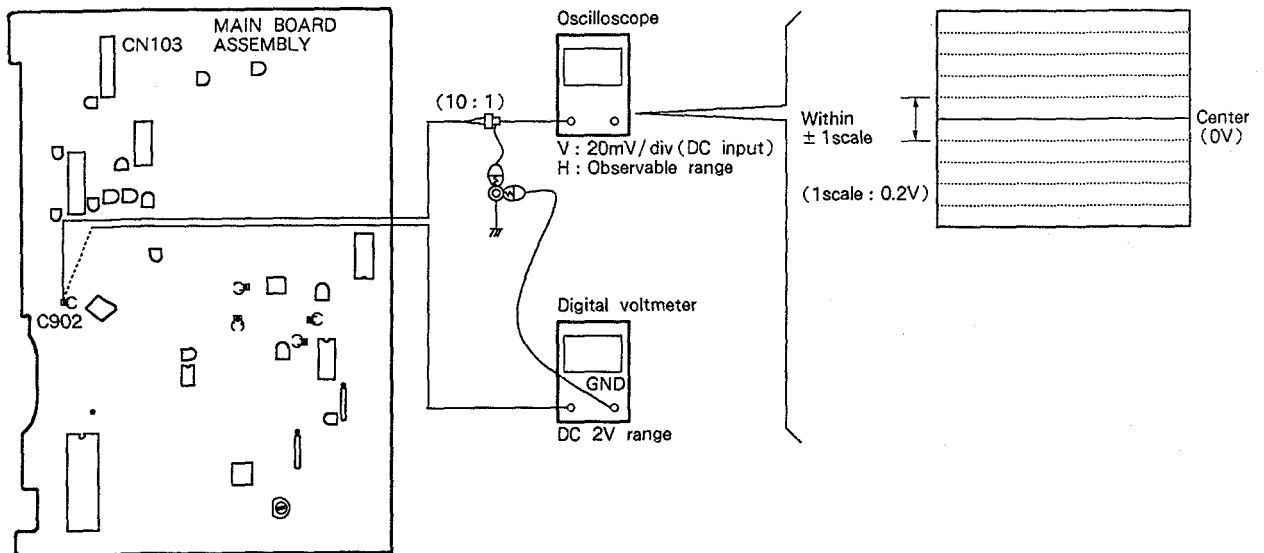 MAIN BOARD
ASSEMBLY
CN103
C902
Oscilloscope
(10 : 1)
V : 20mV/div (DC input)
H : Observable range
Within
± 1scale
(1scale : 0.2V)
Center
(0V)
Digital voltmeter
GND
DC 2V range